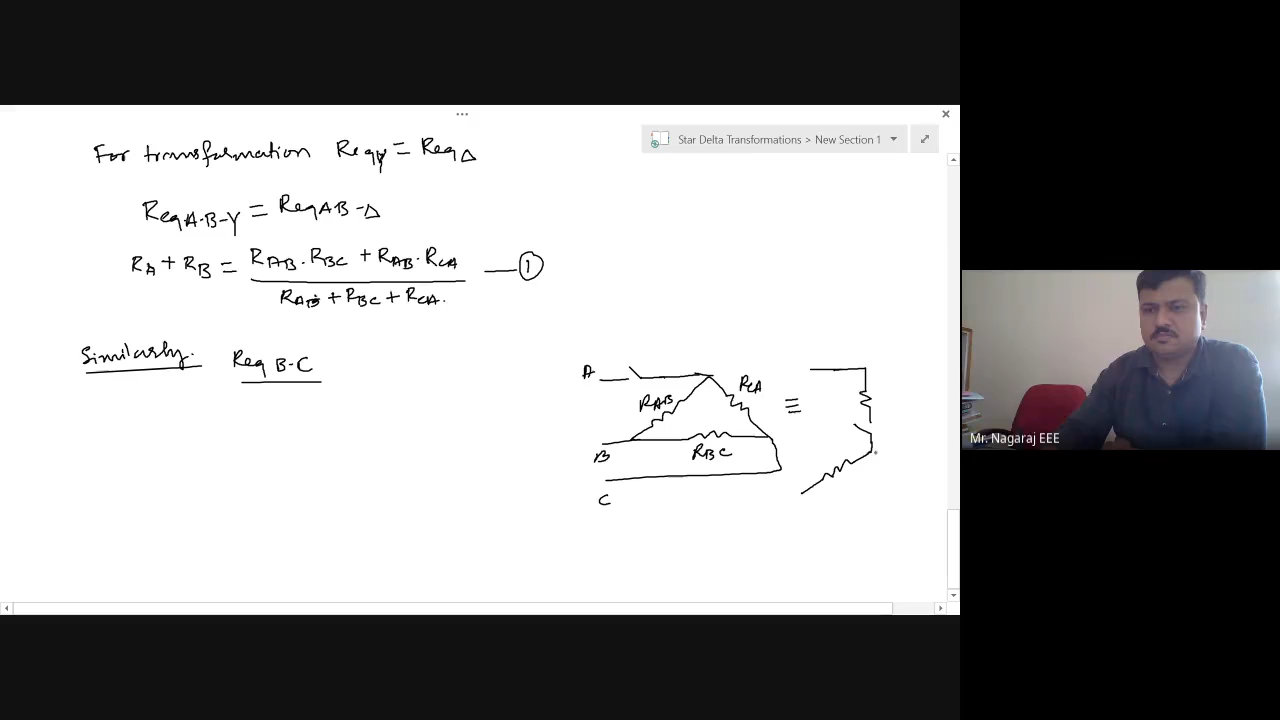 Star Delta Transformations > New Section 1
For transformation ReqY = ReqΔ
ReqA-B-Y = ReqAB-Δ
RA + RB = RAB . RBC + RAB . RCA —— ①
RAB + RBC + RCA.
Similarly. Req B-C
A
RAB
RCA
≡
B
RBC
C
Mr. Nagaraj EEE